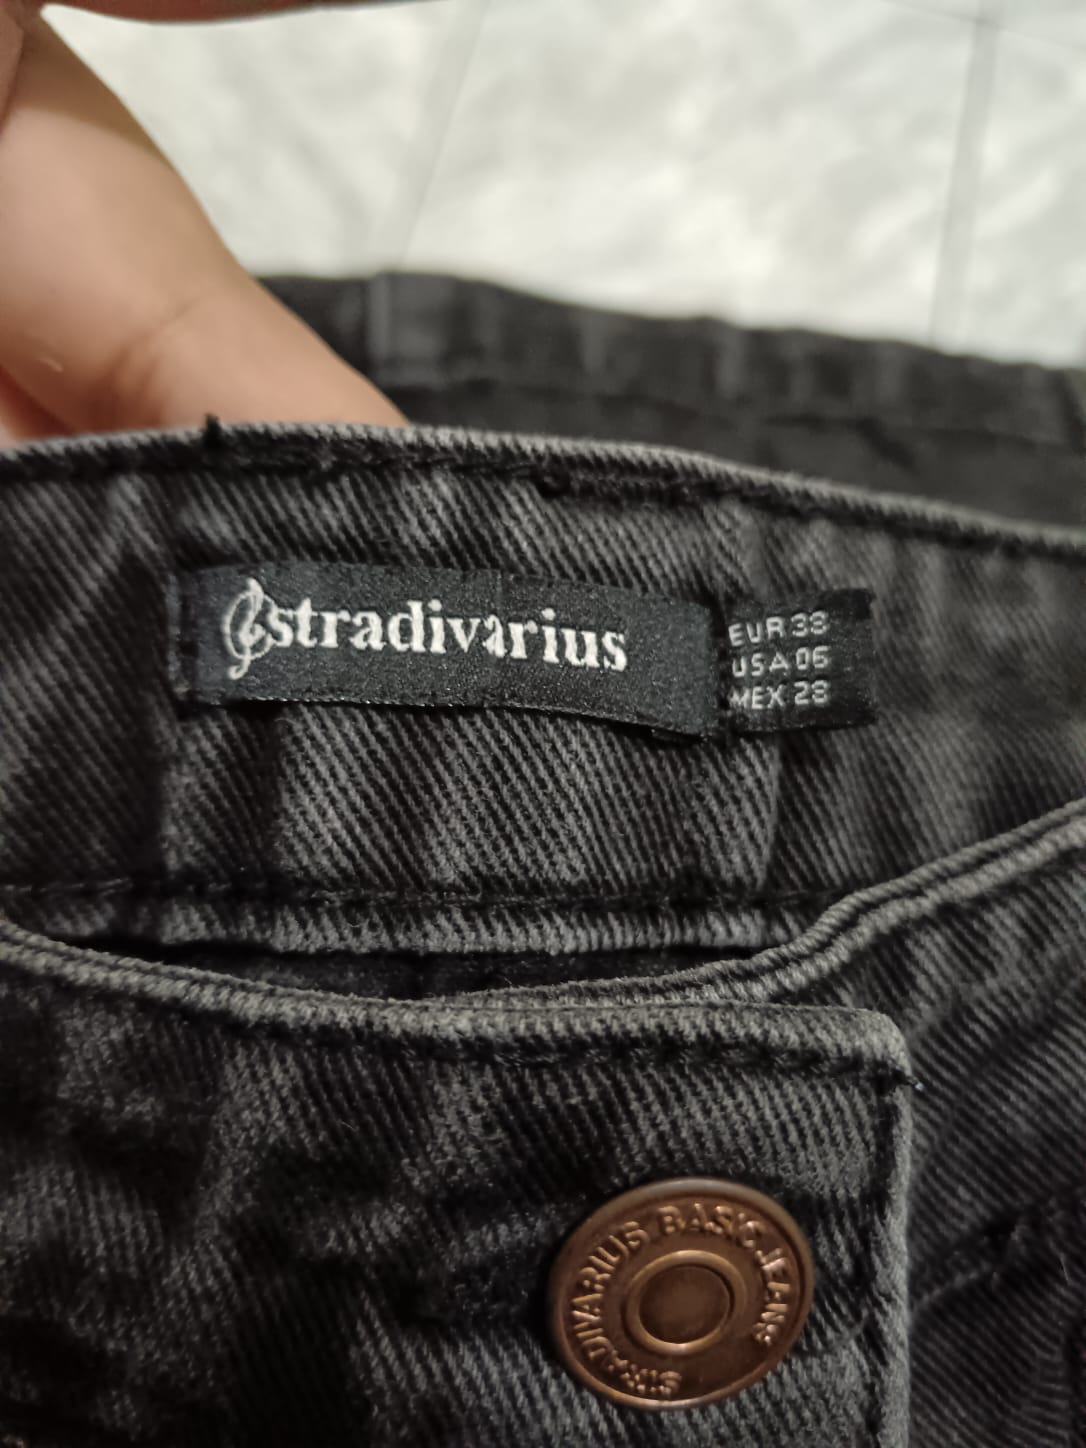 stradivarius
EUR 38
USA 06
MEX 28
STRADIVARIUS BASIC JEANS